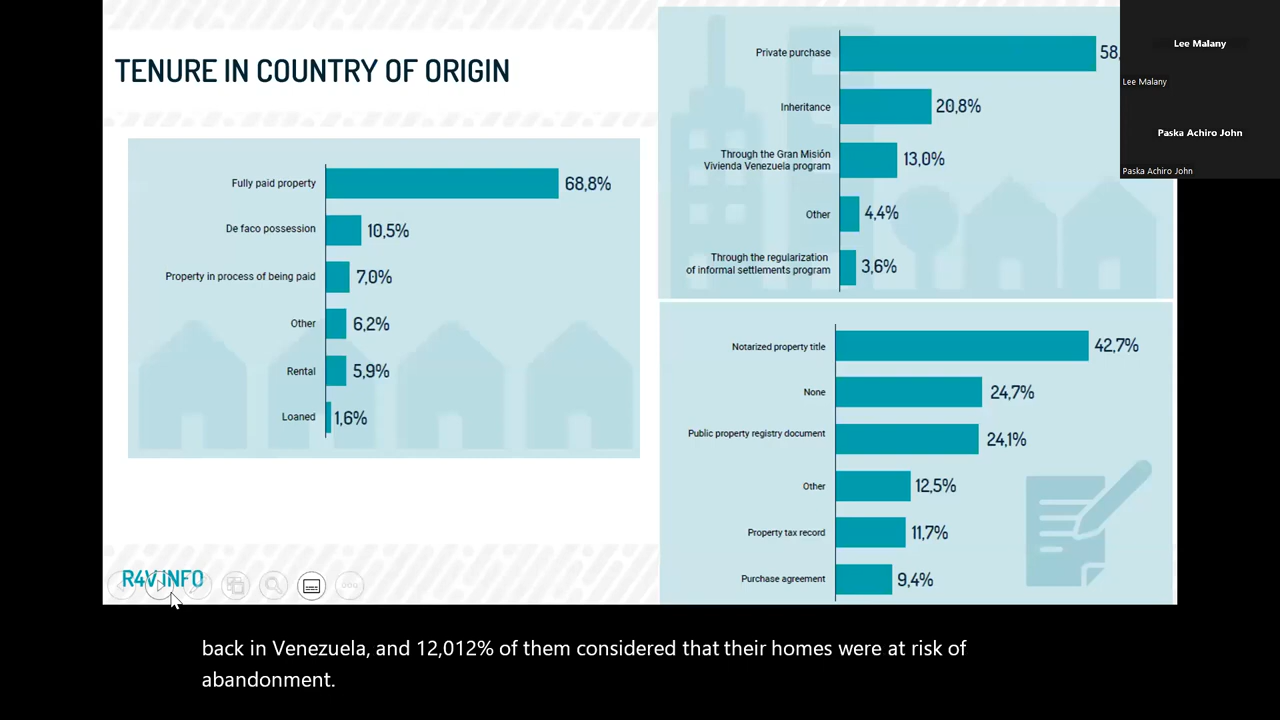 TENURE IN COUNTRY OF ORIGIN
Fully paid property 68,8%
De faco possession 10,5%
Property in process of being paid 7,0%
Other 6,2%
Rental 5,9%
Loaned 1,6%
Private purchase 58,
Inheritance 20,8%
Through the Gran Misión
Vivienda Venezuela program 13,0%
Other 4,4%
Through the regularization
of informal settlements program 3,6%
Notarized property title 42,7%
None 24,7%
Public property registry document 24,1%
Other 12,5%
Property tax record 11,7%
Purchase agreement 9,4%
Lee Malany
Lee Malany
Paska Achiro John
Paska Achiro John
R4V.INFO
back in Venezuela, and 12,012% of them considered that their homes were at risk of
abandonment.